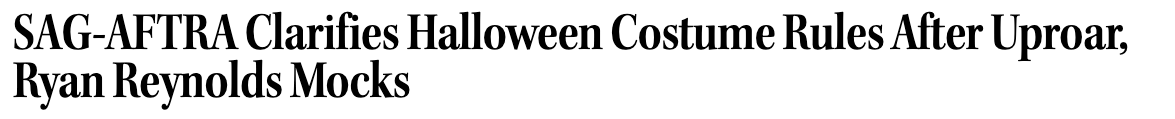 SAG-AFTRA Clarifies Halloween Costume Rules After Uproar,
Ryan Reynolds Mocks